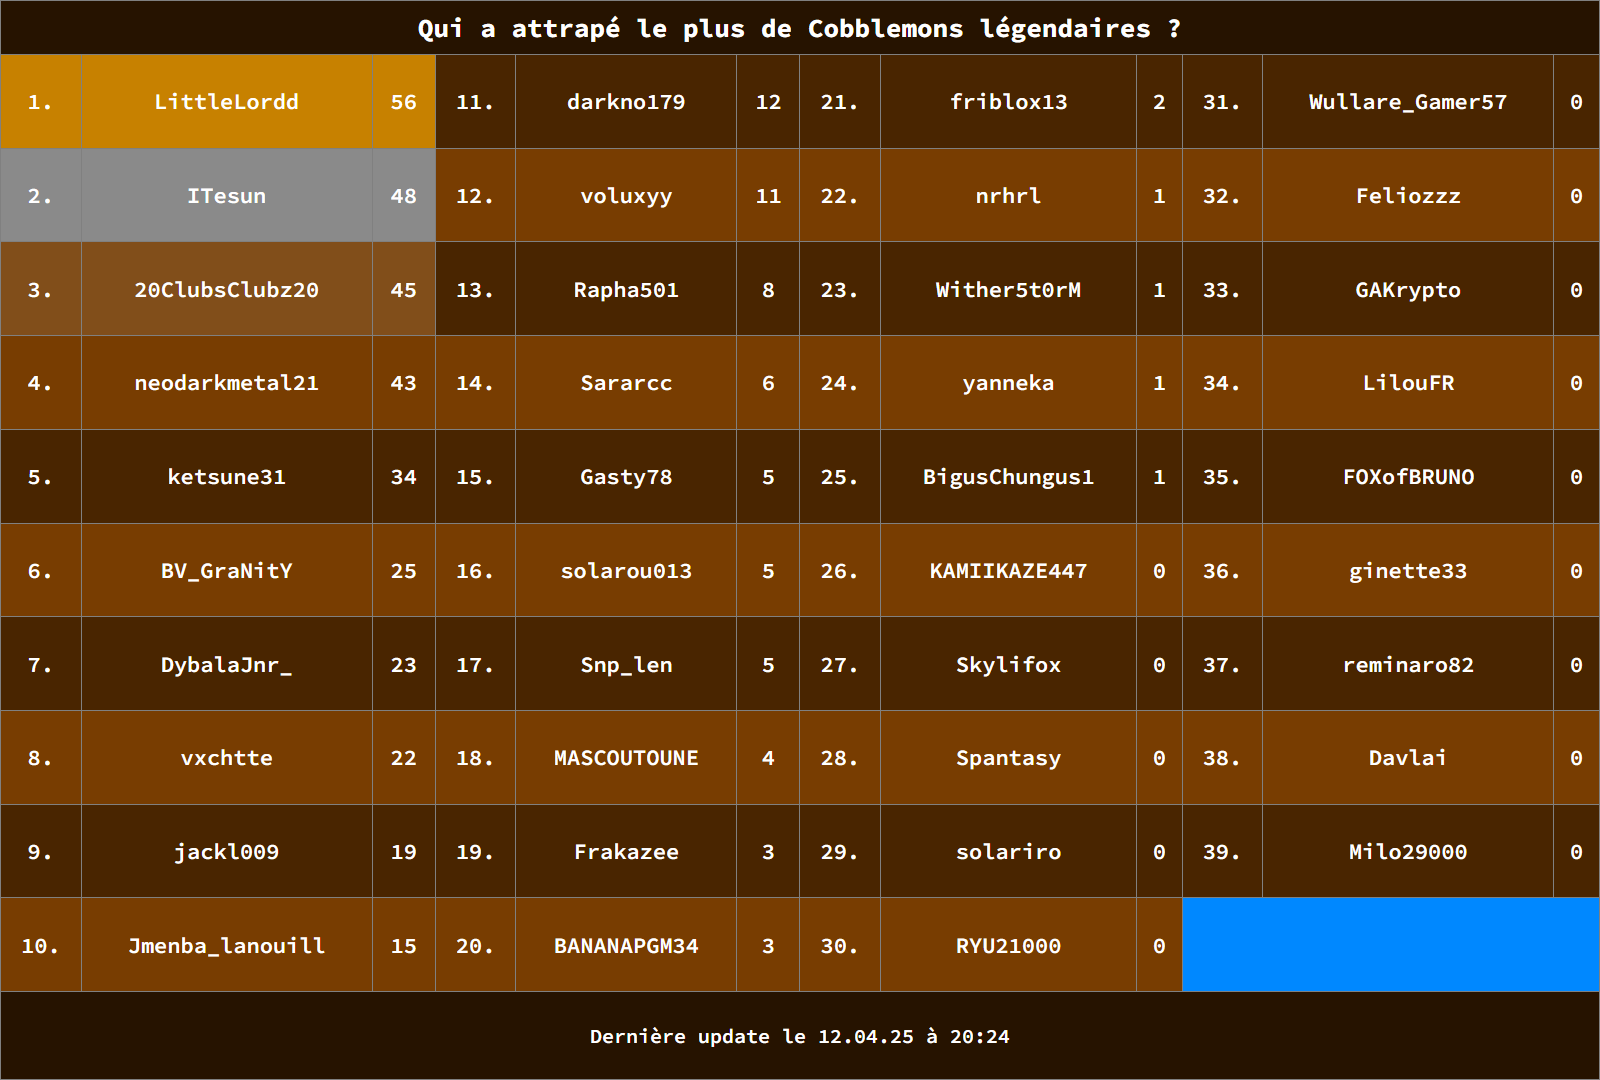 Qui a attrapé le plus de Cobblemons légendaires ?
1. LittleLordd 56 11. darkno179 12 21. friblox13 2 31. Wullare_Gamer57 0
2. ITesun 48 12. voluxyy 11 22. nrhrl 1 32. Feliozzz 0
3. 20ClubsClubz20 45 13. Rapha501 8 23. Wither5t0rM 1 33. GAKrypto 0
4. neodarkmetal21 43 14. Sararcc 6 24. yanneka 1 34. LilouFR 0
5. ketsune31 34 15. Gasty78 5 25. BigusChungus1 1 35. FOXofBRUNO 0
6. BV_GraNitY 25 16. solarou013 5 26. KAMIIKAZE447 0 36. ginette33 0
7. DybalaJnr_ 23 17. Snp_len 5 27. Skylifox 0 37. reminaro82 0
8. vxchtte 22 18. MASCOUTOUNE 4 28. Spantasy 0 38. Davlai 0
9. jackl009 19 19. Frakazee 3 29. solariro 0 39. Milo29000 0
10. Jmenba_lanouill 15 20. BANANAPGM34 3 30. RYU21000 0
Dernière update le 12.04.25 à 20:24